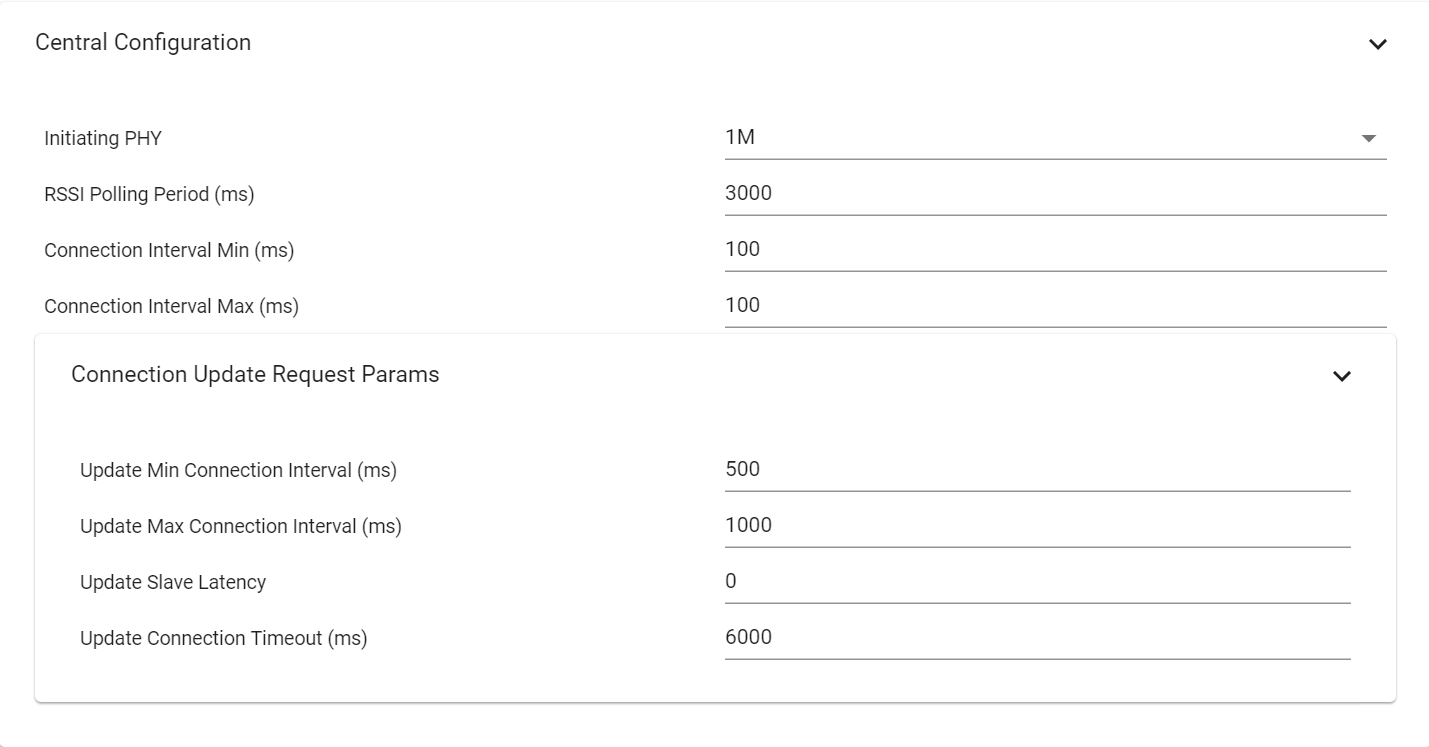 Central Configuration
Initiating PHY 1M
RSSI Polling Period (ms) 3000
Connection Interval Min (ms) 100
Connection Interval Max (ms) 100
Connection Update Request Params
Update Min Connection Interval (ms) 500
Update Max Connection Interval (ms) 1000
Update Slave Latency 0
Update Connection Timeout (ms) 6000